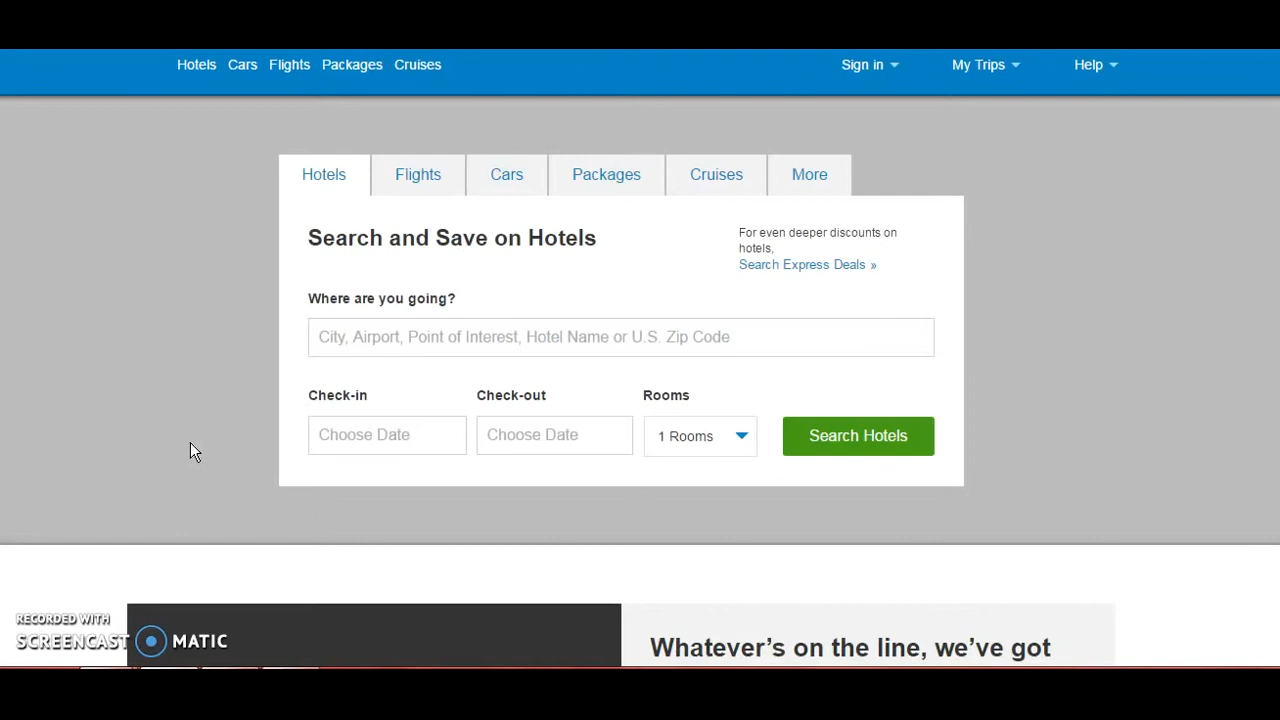 Hotels Cars Flights Packages Cruises Sign in My Trips Help
Hotels Flights Cars Packages Cruises More
Search and Save on Hotels
For even deeper discounts on
hotels,
Search Express Deals »
Where are you going?
City, Airport, Point of Interest, Hotel Name or U.S. Zip Code
Check-in Check-out Rooms
Choose Date Choose Date 1 Rooms Search Hotels
RECORDED WITH
SCREENCAST MATIC
Whatever's on the line, we've got